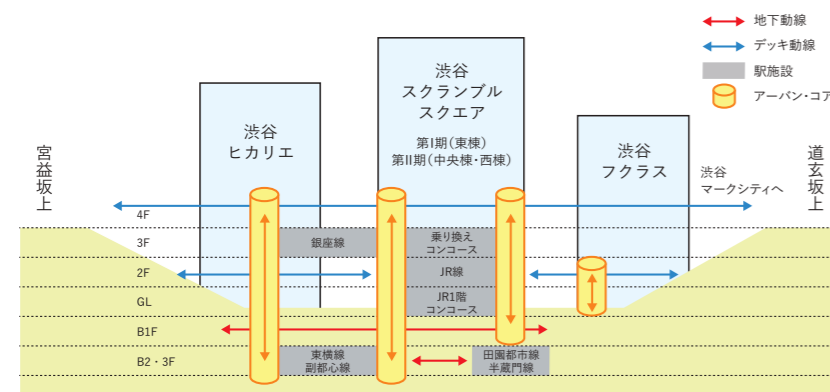 地下動線
デッキ動線
駅施設
アーバン・コア
渋谷
スクランブル
スクエア
第I期(東棟)
第II期(中央棟・西棟)
渋谷
ヒカリエ
渋谷
フクラス
宮益坂上
道玄坂上
渋谷
マークシティへ
4F
3F
銀座線
乗り換え
コンコース
2F
JR線
GL
JR1階
コンコース
B1F
B2・3F
東横線
副都心線
田園都市線
半蔵門線